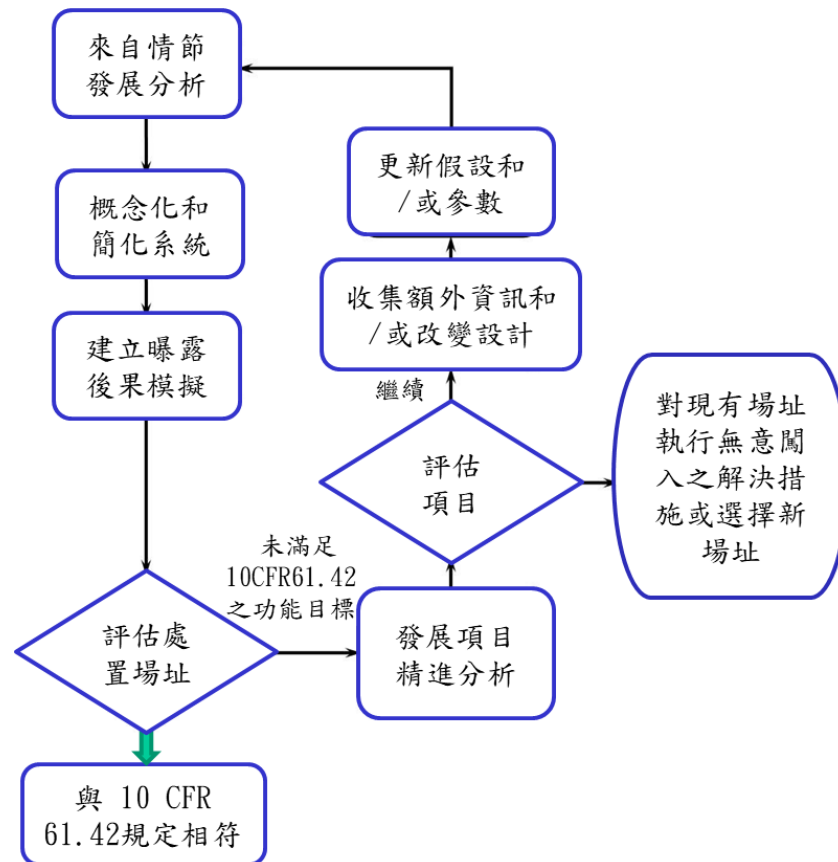 來自情節
發展分析
概念化和
簡化系統
建立曝露
後果模擬
評估處
置場址
與 10 CFR
61.42規定相符
未滿足
10CFR61.42
之功能目標
發展項目
精進分析
評估
項目
繼續
收集額外資訊和
/或改變設計
更新假設和
/或參數
對現有場址
執行無意闖
入之解決措
施或選擇新
場址